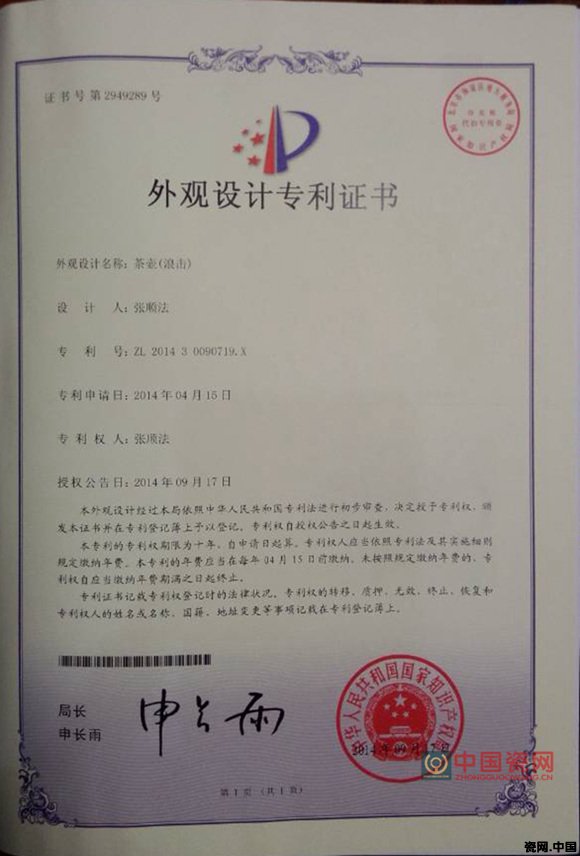 证书号第2949289号
外观设计专利证书
外观设计名称：茶壶(浪击)
设计人：张顺法
专利号：ZL 2014 3 0090719.X
专利申请日：2014年04月15日
专利权人：张顺法
授权公告日：2014年09月17日
本外观设计经过本局依照中华人民共和国专利法进行初步审查，决定授予专利权，颁
发本证书并在专利登记簿上予以登记。专利权自授权公告之日起生效。
本专利的专利权期限为十年，自申请日起算。专利权人应当依照专利法及其实施细则
规定缴纳年费。本专利的年费应当在每年04月15日前缴纳。未按照规定缴纳年费的，专
利权自应当缴纳年费期满之日起终止。
专利证书记载专利权登记时的法律状况。专利权的转移、质押、无效、终止、恢复和
专利权人的姓名或名称、国籍、地址变更等事项记载在专利登记簿上。
局长
申长雨
申长雨
中华人民共和国国家知识产权局
2014年09月17日
中国瓷网
第1页（共1页）
瓷网.中国